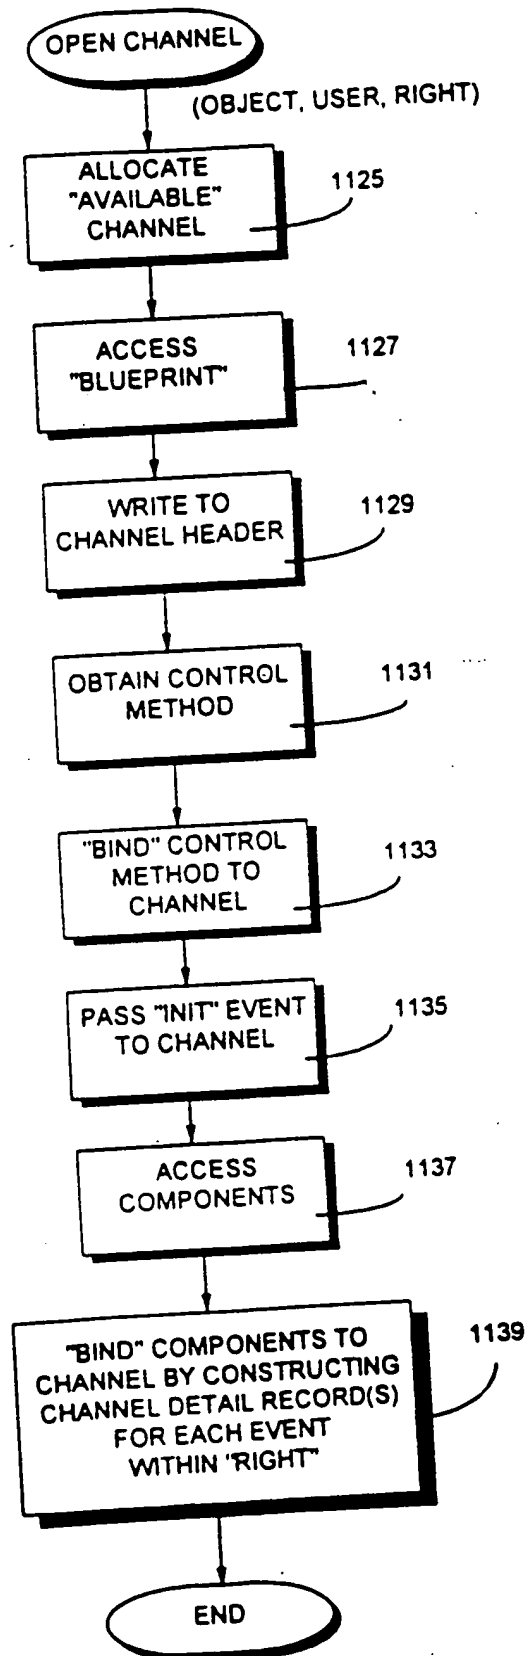 OPEN CHANNEL
(OBJECT, USER, RIGHT)
ALLOCATE
"AVAILABLE"
CHANNEL
1125
ACCESS
"BLUEPRINT"
1127
WRITE TO
CHANNEL HEADER
1129
OBTAIN CONTROL
METHOD
1131
"BIND" CONTROL
METHOD TO
CHANNEL
1133
PASS "INIT" EVENT
TO CHANNEL
1135
ACCESS
COMPONENTS
1137
"BIND" COMPONENTS TO
CHANNEL BY CONSTRUCTING
CHANNEL DETAIL RECORD(S)
FOR EACH EVENT
WITHIN "RIGHT"
1139
END